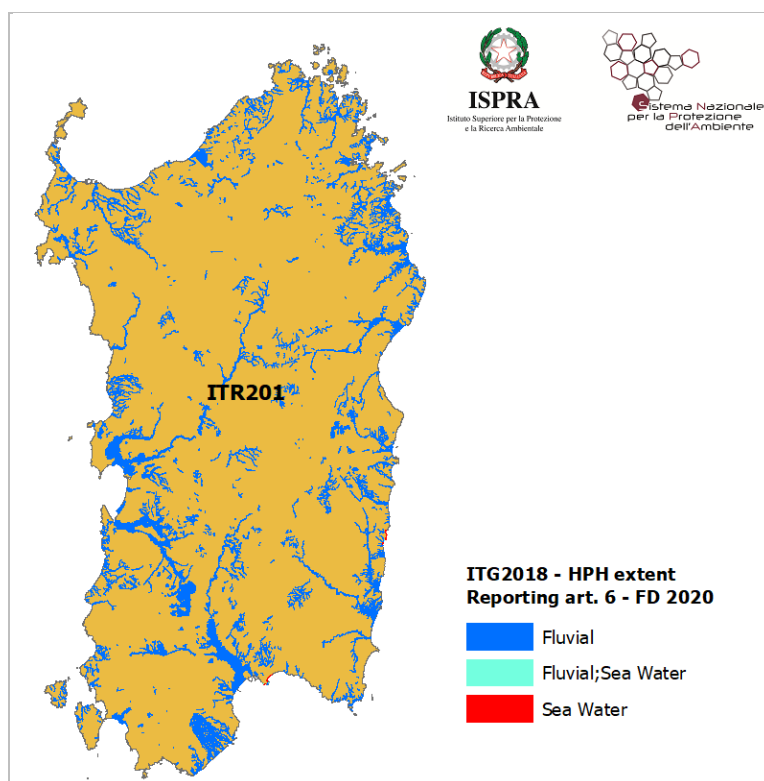 ISPRA
Istituto Superiore per la Protezione
e la Ricerca Ambientale
Sistema Nazionale
per la Protezione
dell'Ambiente
ITR201
ITG2018 - HPH extent
Reporting art. 6 - FD 2020
Fluvial
Fluvial;Sea Water
Sea Water